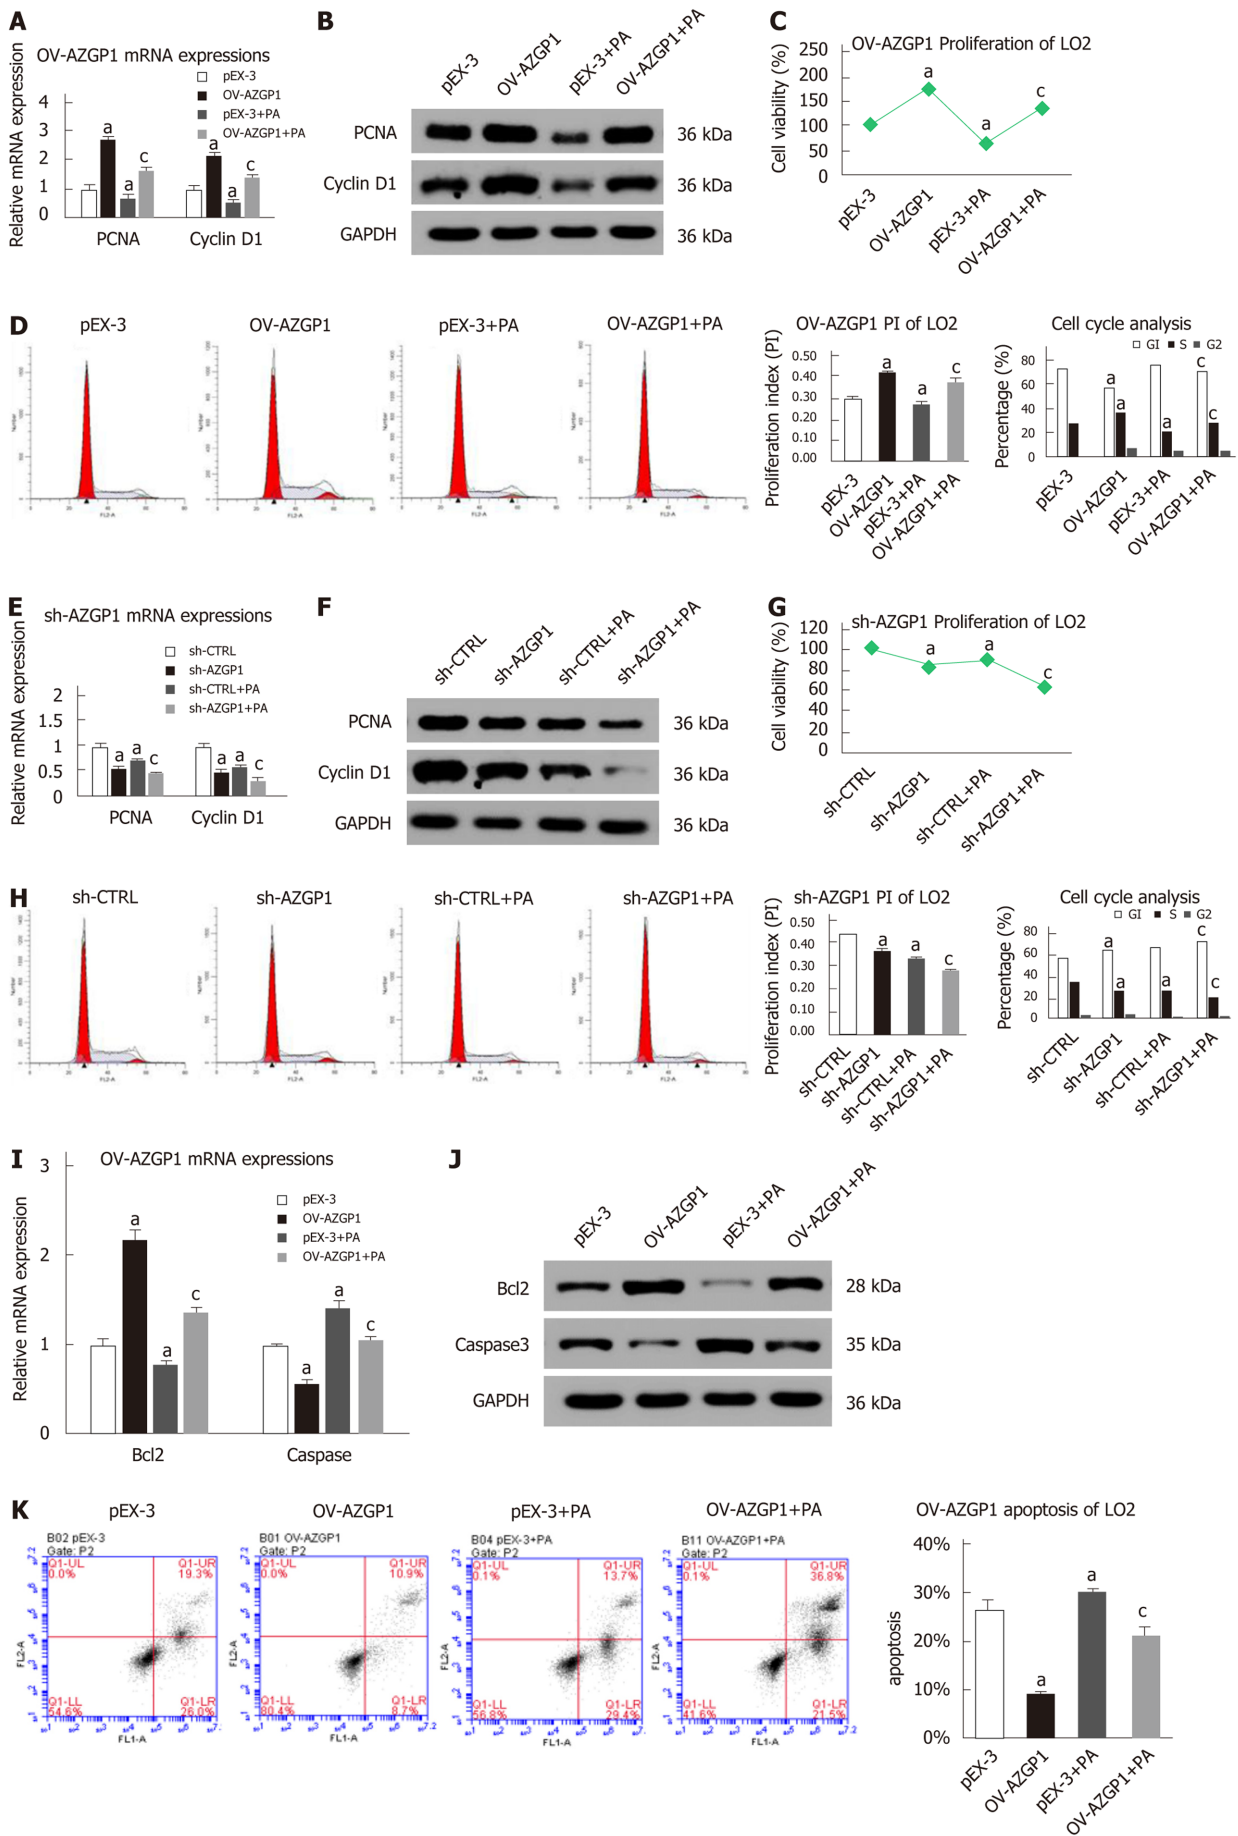 A
OV-AZGP1 mRNA expressions
pEX-3
OV-AZGP1
pEX-3+PA
OV-AZGP1+PA
Relative mRNA expression
4
3
2
1
0
a
a
c
a
a
c
PCNA
Cyclin D1
B
pEX-3
OV-AZGP1
pEX-3+PA
OV-AZGP1+PA
PCNA
36 kDa
Cyclin D1
36 kDa
GAPDH
36 kDa
C
OV-AZGP1 Proliferation of LO2
Cell viability (%)
250
200
150
100
50
0
a
a
c
pEX-3
OV-AZGP1
pEX-3+PA
OV-AZGP1+PA
D
pEX-3
OV-AZGP1
pEX-3+PA
OV-AZGP1+PA
Number
FL2-A
FL2-A
FL2-A
FL2-A
OV-AZGP1 PI of LO2
Proliferation index (PI)
0.50
0.40
0.30
0.20
0.10
0.00
a
a
c
pEX-3
OV-AZGP1
pEX-3+PA
OV-AZGP1+PA
Cell cycle analysis
GI S G2
Percentage (%)
80
60
40
20
0
a
a
a
c
c
pEX-3
OV-AZGP1
pEX-3+PA
OV-AZGP1+PA
E
sh-AZGP1 mRNA expressions
sh-CTRL
sh-AZGP1
sh-CTRL+PA
sh-AZGP1+PA
Relative mRNA expression
2
1.5
1
0.5
0
a
a
c
a
a
c
PCNA
Cyclin D1
F
sh-CTRL
sh-AZGP1
sh-CTRL+PA
sh-AZGP1+PA
PCNA
36 kDa
Cyclin D1
36 kDa
GAPDH
36 kDa
G
sh-AZGP1 Proliferation of LO2
Cell viability (%)
120
100
80
60
40
20
0
a
a
c
sh-CTRL
sh-AZGP1
sh-CTRL+PA
sh-AZGP1+PA
H
sh-CTRL
sh-AZGP1
sh-CTRL+PA
sh-AZGP1+PA
Number
FL2-A
FL2-A
FL2-A
FL2-A
sh-AZGP1 PI of LO2
Proliferation index (PI)
0.50
0.40
0.30
0.20
0.10
0.00
a
a
c
sh-CTRL
sh-AZGP1
sh-CTRL+PA
sh-AZGP1+PA
Cell cycle analysis
GI S G2
Percentage (%)
80
60
40
20
0
a
a
a
c
c
sh-CTRL
sh-AZGP1
sh-CTRL+PA
sh-AZGP1+PA
I
OV-AZGP1 mRNA expressions
pEX-3
OV-AZGP1
pEX-3+PA
OV-AZGP1+PA
Relative mRNA expression
3
2
1
0
a
a
c
a
a
c
Bcl2
Caspase
J
pEX-3
OV-AZGP1
pEX-3+PA
OV-AZGP1+PA
Bcl2
28 kDa
Caspase3
35 kDa
GAPDH
36 kDa
K
pEX-3
B02 pEX-3
Gate: P2
Q1-UL
0.0%
Q1-UR
19.3%
Q1-LL
54.6%
Q1-LR
26.0%
FL2-A
FL1-A
OV-AZGP1
B01 OV-AZGP1
Gate: P2
Q1-UL
0.0%
Q1-UR
10.9%
Q1-LL
80.4%
Q1-LR
8.7%
FL2-A
FL1-A
pEX-3+PA
B04 pEX-3+PA
Gate: P2
Q1-UL
0.1%
Q1-UR
13.7%
Q1-LL
56.8%
Q1-LR
29.4%
FL2-A
FL1-A
OV-AZGP1+PA
B11 OV-AZGP1+PA
Gate: P2
Q1-UL
0.1%
Q1-UR
36.8%
Q1-LL
41.6%
Q1-LR
21.5%
FL2-A
FL1-A
OV-AZGP1 apoptosis of LO2
apoptosis
40%
30%
20%
10%
0%
a
a
c
pEX-3
OV-AZGP1
pEX-3+PA
OV-AZGP1+PA